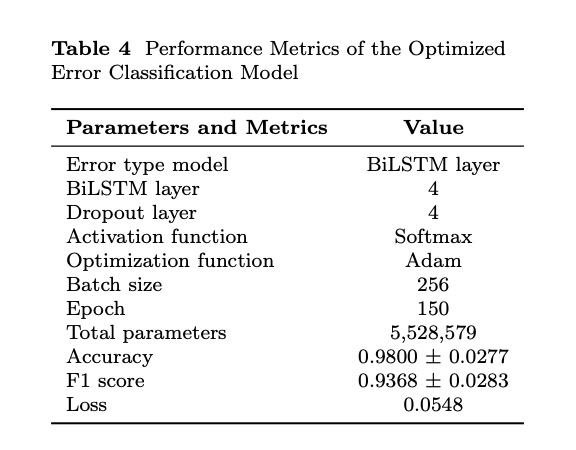 Table 4 Performance Metrics of the Optimized
Error Classification Model
Parameters and Metrics Value
Error type model BiLSTM layer
BiLSTM layer 4
Dropout layer 4
Activation function Softmax
Optimization function Adam
Batch size 256
Epoch 150
Total parameters 5,528,579
Accuracy 0.9800 ± 0.0277
F1 score 0.9368 ± 0.0283
Loss 0.0548